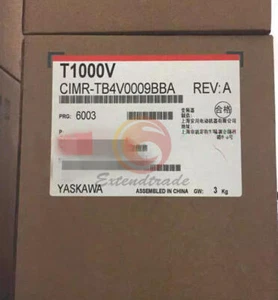 T1000V
CIMR-TB4V0009BBA REV: A
PRG: 6003
合格
P
YASKAWA
ASSEMBLED IN CHINA GW: 3 Kg
Extendtrade